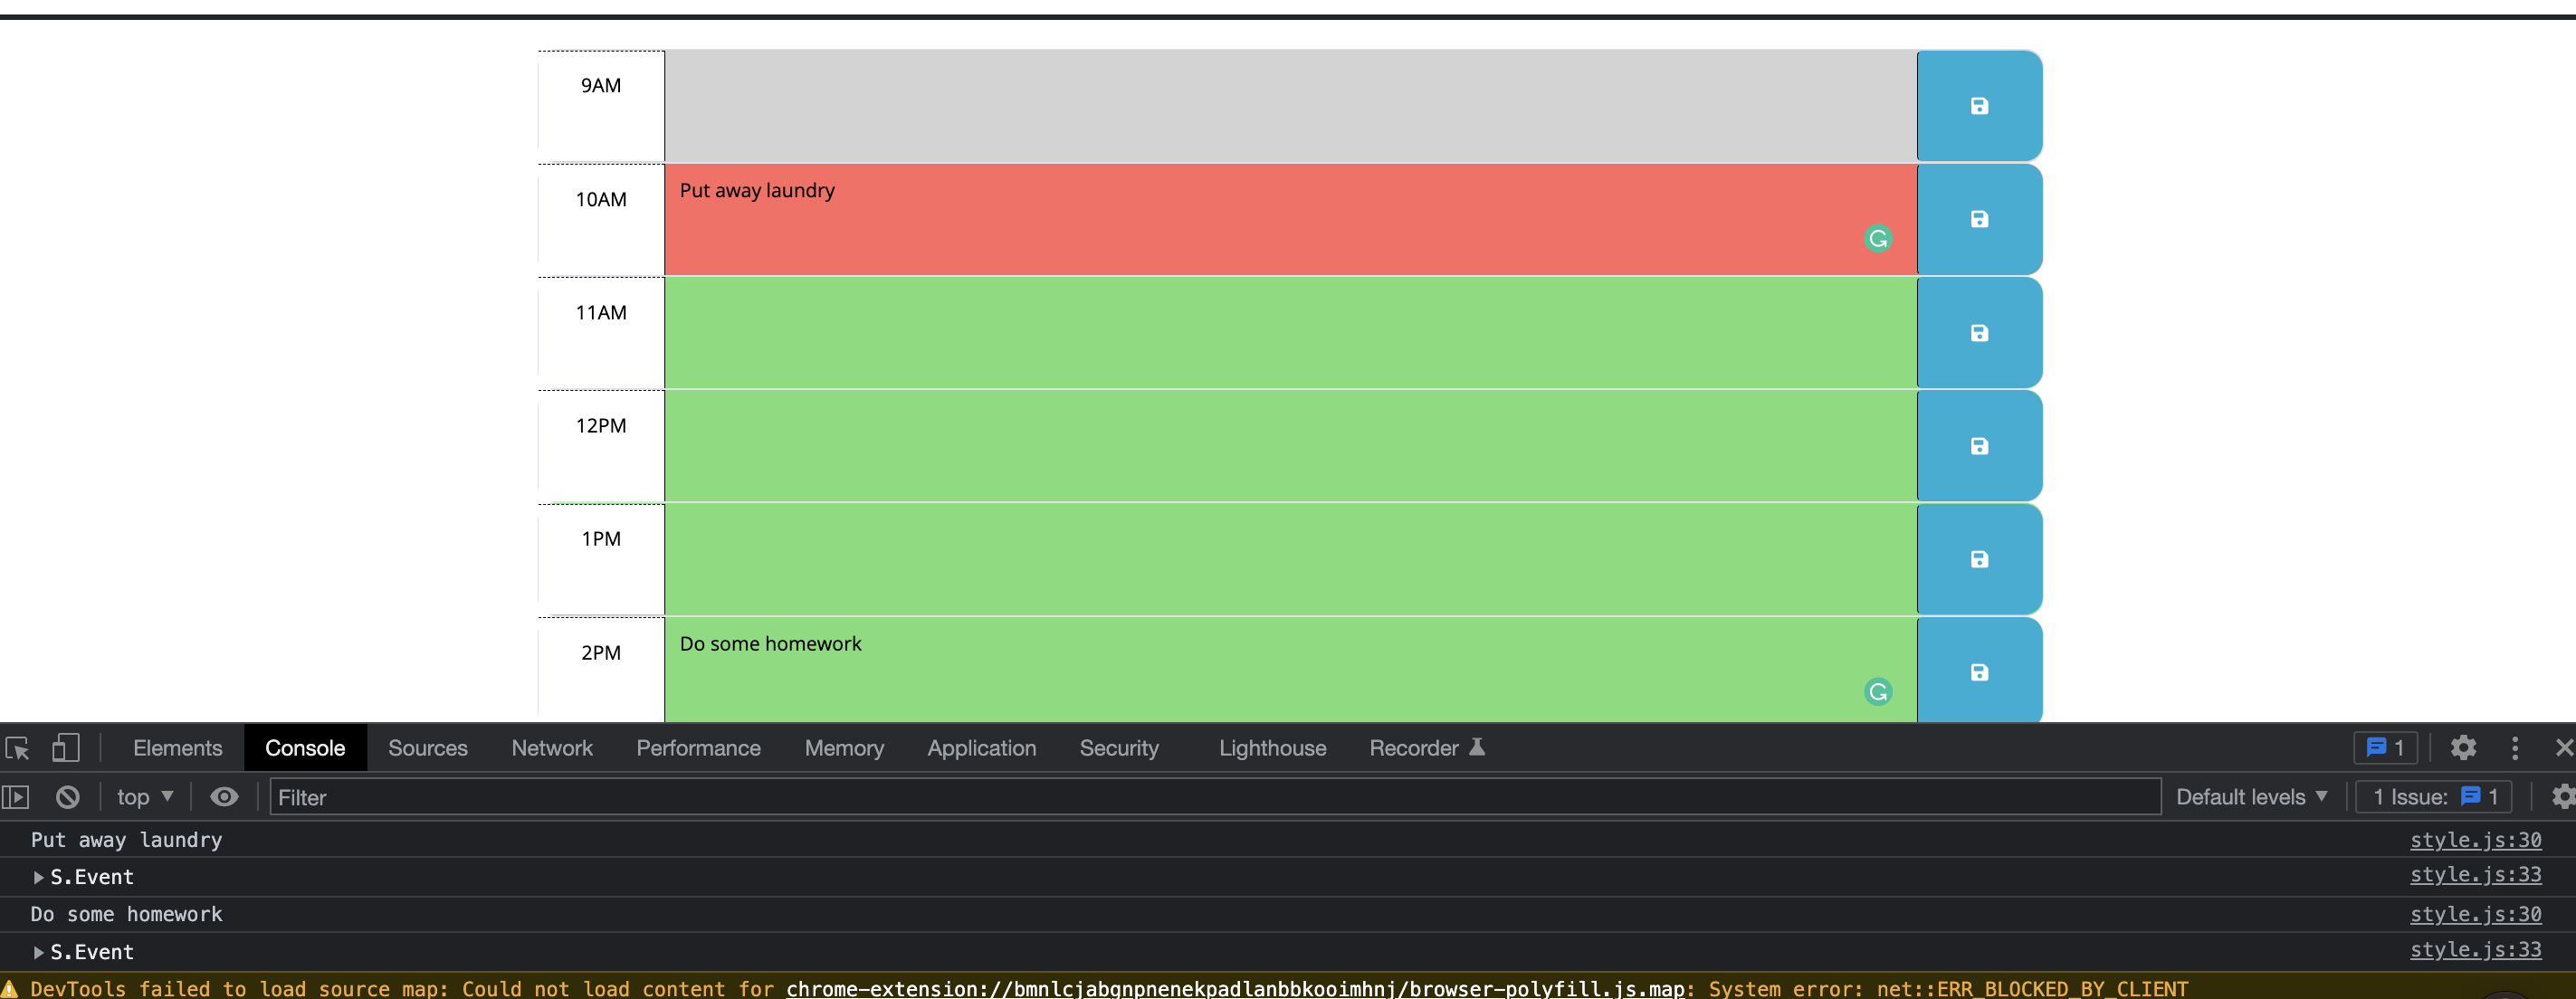 9AM
10AM Put away laundry
11AM
12PM
1PM
2PM Do some homework
Elements Console Sources Network Performance Memory Application Security Lighthouse Recorder 1
top Filter Default levels 1 Issue: 1
Put away laundry style.js:30
S.Event style.js:33
Do some homework style.js:30
S.Event style.js:33
DevTools failed to load source map: Could not load content for chrome-extension://bmnlcjabgnpnenekpadlanbbkooimhnj/browser-polyfill.js.map: System error: net::ERR_BLOCKED_BY_CLIENT